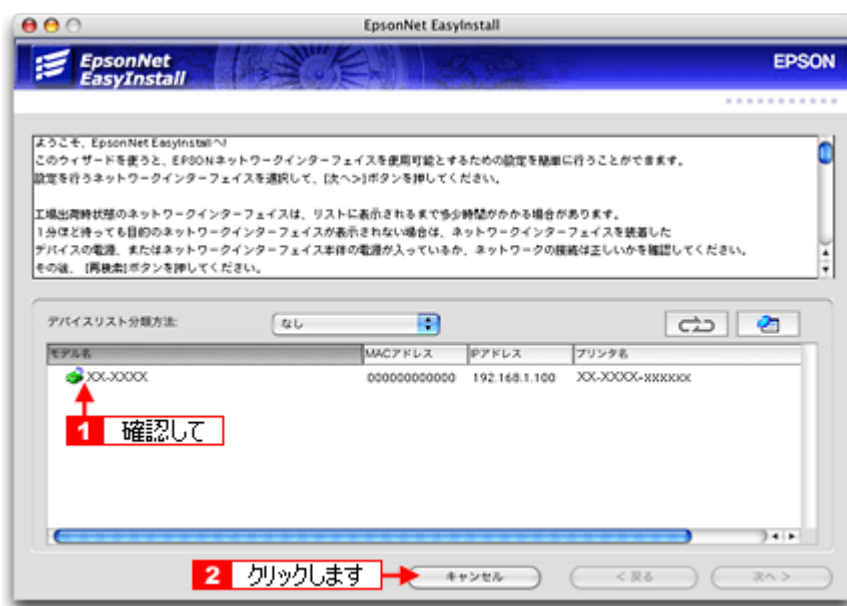 EpsonNet EasyInstall
EpsonNet
EasyInstall
EPSON
ようこそ、EpsonNet EasyInstallへ!
このウィザードを使うと、EPSONネットワークインターフェイスを使用可能とするための設定を簡単に行うことができます。
設定を行うネットワークインターフェイスを選択して、[次へ>]ボタンを押してください。
工場出荷時状態のネットワークインターフェイスは、リストに表示されるまで多少時間がかかる場合があります。
1分ほど待っても目的のネットワークインターフェイスが表示されない場合は、ネットワークインターフェイスを装着した
デバイスの電源、またはネットワークインターフェイス本体の電源が入っているか、ネットワークの接続は正しいかを確認してください。
その後、[再検索]ボタンを押してください。
デバイスリスト分類方法: なし
モデル名 MACアドレス IPアドレス プリンタ名
XX-XXXX 000000000000 192.168.1.100 XX-XXXX-xxxxxx
1 確認して
2 クリックします キャンセル < 戻る 次へ >